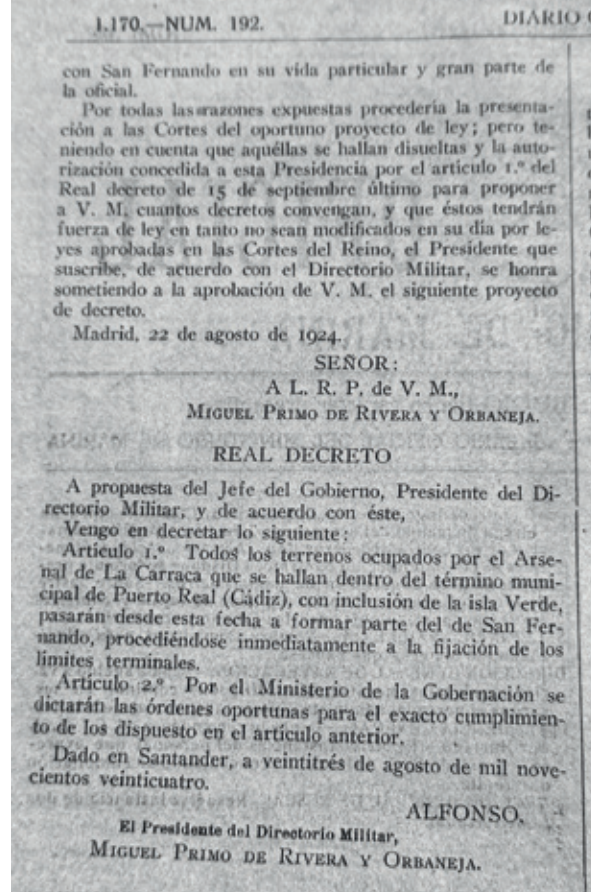 1.170.—NUM. 192.
DIARIO
con San Fernando en su vida particular y gran parte de
la oficial.
Por todas las razones expuestas procedería la presenta-
ción a las Cortes del oportuno proyecto de ley; pero te-
niendo en cuenta que aquéllas se hallan disueltas y la auto-
rización concedida a esta Presidencia por el artículo 1.º del
Real decreto de 15 de septiembre último para proponer
a V. M. cuantos decretos convengan, y que éstos tendrán
fuerza de ley en tanto no sean modificados en su día por le-
yes aprobadas en las Cortes del Reino, el Presidente que
suscribe, de acuerdo con el Directorio Militar, se honra
sometiendo a la aprobación de V. M. el siguiente proyecto
de decreto.
Madrid, 22 de agosto de 1924.
SEÑOR:
A L. R. P. de V. M.,
MIGUEL PRIMO DE RIVERA Y ORBANEJA.
REAL DECRETO
A propuesta del Jefe del Gobierno, Presidente del Di-
rectorio Militar, y de acuerdo con éste,
Vengo en decretar lo siguiente:
Artículo 1.º Todos los terrenos ocupados por el Arse-
nal de La Carraca que se hallan dentro del término muni-
cipal de Puerto Real (Cádiz), con inclusión de la isla Verde,
pasarán desde esta fecha a formar parte del de San Fer-
nando, procediéndose inmediatamente a la fijación de los
límites terminales.
Artículo 2.º Por el Ministerio de la Gobernación se
dictarán las órdenes oportunas para el exacto cumplimien-
to de los dispuesto en el artículo anterior.
Dado en Santander, a veintitrés de agosto de mil nove-
cientos veinticuatro.
ALFONSO.
El Presidente del Directorio Militar,
MIGUEL PRIMO DE RIVERA Y ORBANEJA.